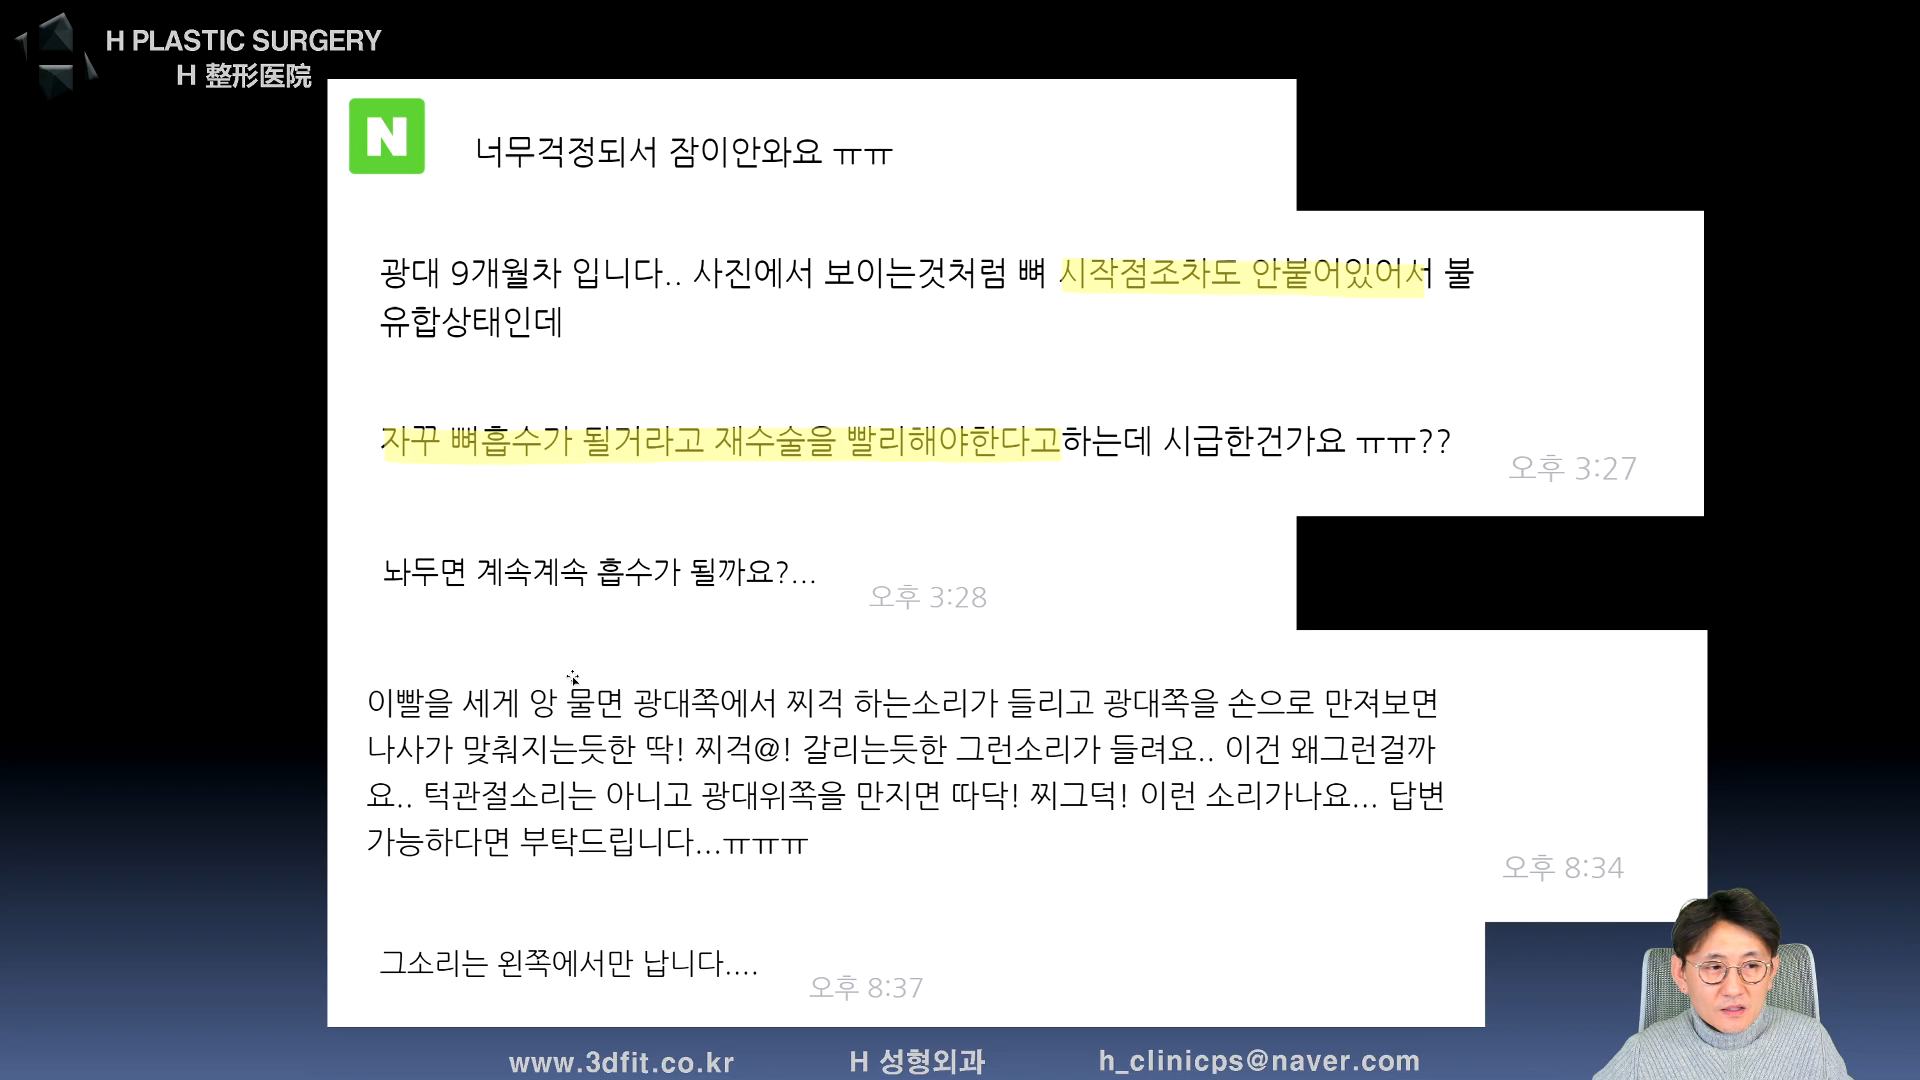 H PLASTIC SURGERY
H 整形医院
N
너무걱정되서 잠이안와요 ㅠㅠ
광대 9개월차 입니다.. 사진에서 보이는것처럼 뼈 시작점조차도 안붙어있어서 불
유합상태인데
자꾸 뼈흡수가 될거라고 재수술을 빨리해야한다고하는데 시급한건가요 ㅠㅠ??
오후 3:27
놔두면 계속계속 흡수가 될까요?...
오후 3:28
이빨을 세게 앙 물면 광대쪽에서 찌걱 하는소리가 들리고 광대쪽을 손으로 만져보면
나사가 맞춰지는듯한 딱! 찌걱@! 갈리는듯한 그런소리가 들려요.. 이건 왜그런걸까
요.. 턱관절소리는 아니고 광대위쪽을 만지면 따닥! 찌그덕! 이런 소리가나요... 답변
가능하다면 부탁드립니다...ㅠㅠㅠ
오후 8:34
그소리는 왼쪽에서만 납니다....
오후 8:37
www.3dfit.co.kr
H 성형외과
h_clinicps@naver.com